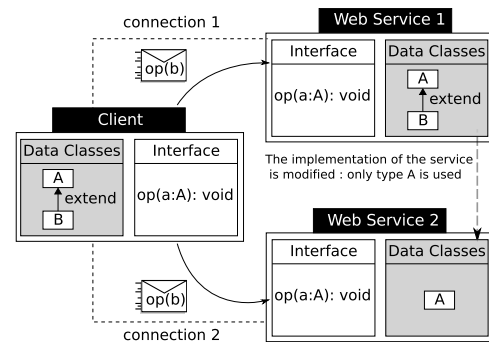 connection 1
op(b)
Web Service 1
Interface
op(a:A): void
Data Classes
A
extend
B
Client
Data Classes
A
extend
B
Interface
op(a:A): void
The implementation of the service
is modified : only type A is used
Web Service 2
Interface
op(a:A): void
Data Classes
A
op(b)
connection 2